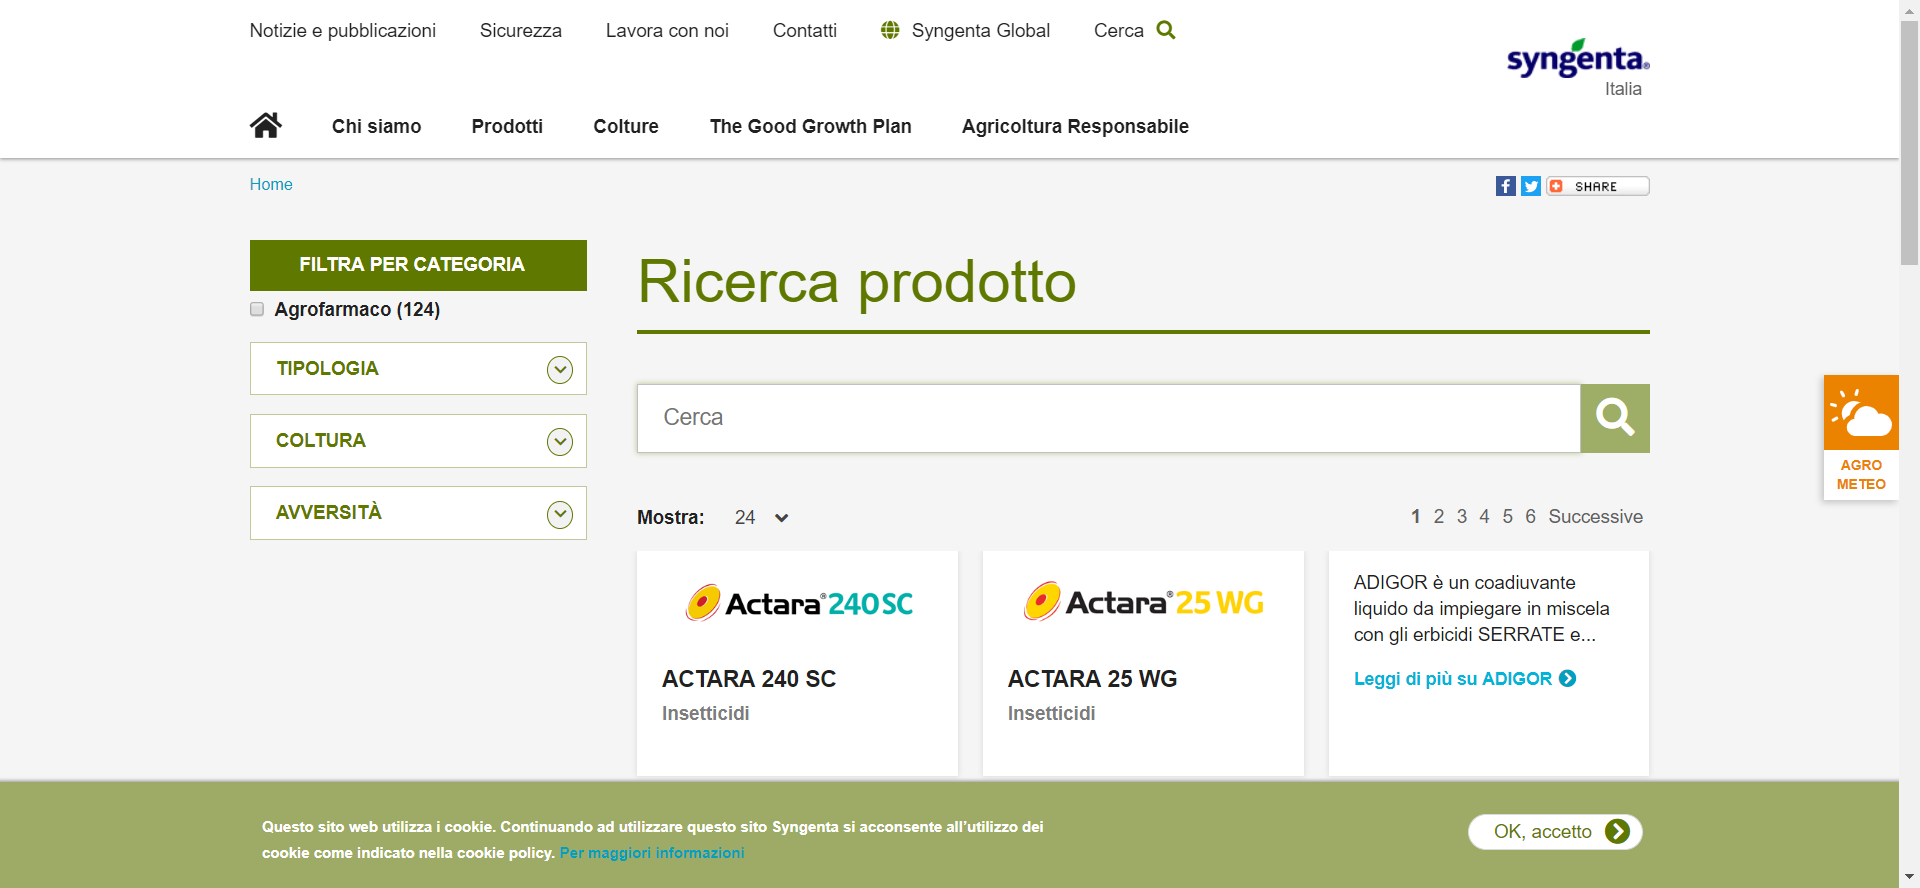 Notizie e pubblicazioni
Sicurezza
Lavora con noi
Contatti
Syngenta Global
Cerca
syngenta®
Italia
Chi siamo
Prodotti
Colture
The Good Growth Plan
Agricoltura Responsabile
Home
SHARE
FILTRA PER CATEGORIA
Agrofarmaco (124)
TIPOLOGIA
COLTURA
AVVERSITÀ
Ricerca prodotto
Cerca
Mostra: 24
1 2 3 4 5 6 Successive
Actara® 240 SC
ACTARA 240 SC
Insetticidi
Actara® 25 WG
ACTARA 25 WG
Insetticidi
ADIGOR è un coadiuvante
liquido da impiegare in miscela
con gli erbicidi SERRATE e...
Leggi di più su ADIGOR
AGRO
METEO
Questo sito web utilizza i cookie. Continuando ad utilizzare questo sito Syngenta si acconsente all'utilizzo dei
cookie come indicato nella cookie policy. Per maggiori informazioni
OK, accetto